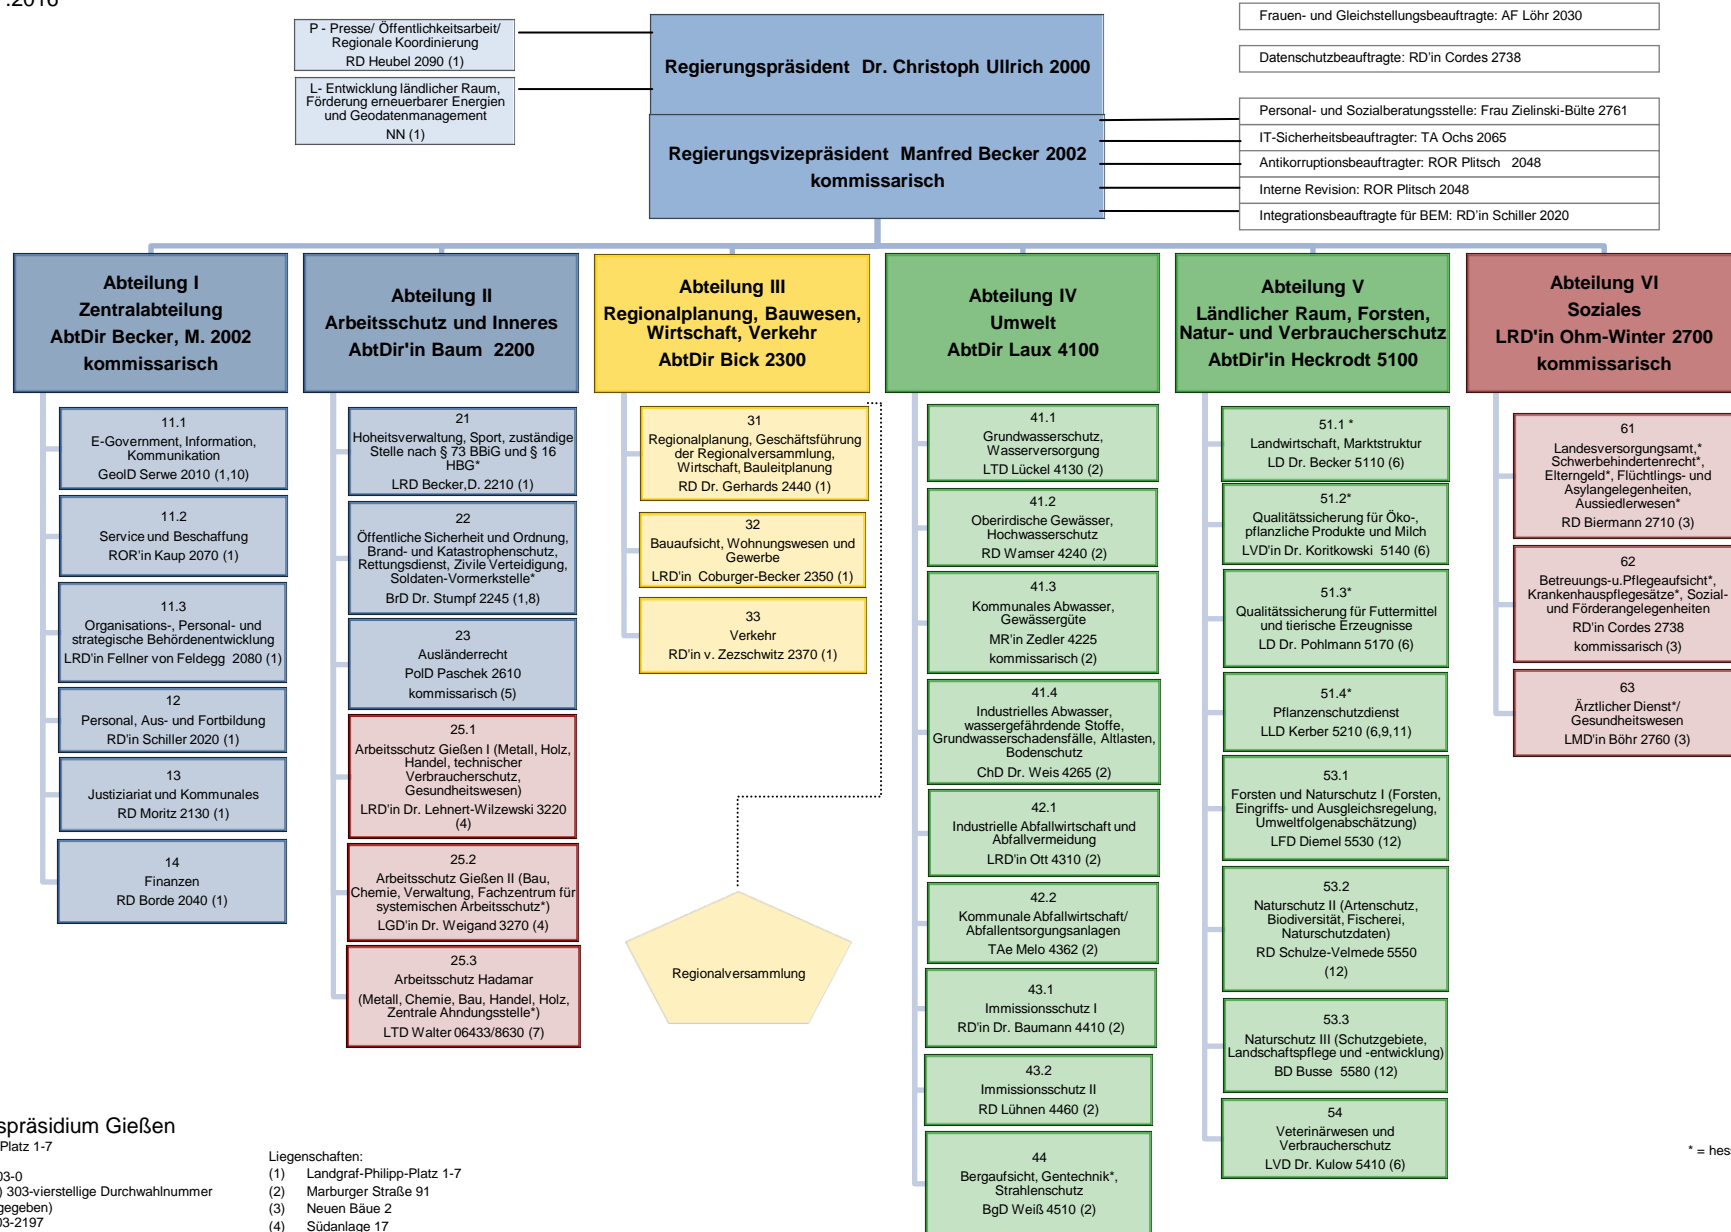 .2016
P - Presse/ Öffentlichkeitsarbeit/
Regionale Koordinierung
RD Heubel 2090 (1)
L- Entwicklung ländlicher Raum,
Förderung erneuerbarer Energien
und Geodatenmanagement
NN (1)
Regierungspräsident Dr. Christoph Ullrich 2000
Regierungsvizepräsident Manfred Becker 2002
kommissarisch
Frauen- und Gleichstellungsbeauftragte: AF Löhr 2030
Datenschutzbeauftragte: RD'in Cordes 2738
Personal- und Sozialberatungsstelle: Frau Zielinski-Bülte 2761
IT-Sicherheitsbeauftragter: TA Ochs 2065
Antikorruptionsbeauftragter: ROR Plitsch 2048
Interne Revision: ROR Plitsch 2048
Integrationsbeauftragte für BEM: RD'in Schiller 2020
Abteilung I
Zentralabteilung
AbtDir Becker, M. 2002
kommissarisch
11.1
E-Government, Information,
Kommunikation
GeolD Serwe 2010 (1,10)
11.2
Service und Beschaffung
ROR'in Kaup 2070 (1)
11.3
Organisations-, Personal- und
strategische Behördenentwicklung
LRD'in Fellner von Feldegg 2080 (1)
12
Personal, Aus- und Fortbildung
RD'in Schiller 2020 (1)
13
Justiziariat und Kommunales
RD Moritz 2130 (1)
14
Finanzen
RD Borde 2040 (1)
Abteilung II
Arbeitsschutz und Inneres
AbtDir'in Baum 2200
21
Hoheitsverwaltung, Sport, zuständige
Stelle nach § 73 BBiG und § 16
HBG*
LRD Becker,D. 2210 (1)
22
Öffentliche Sicherheit und Ordnung,
Brand- und Katastrophenschutz,
Rettungsdienst, Zivile Verteidigung,
Soldaten-Vormerkstelle*
BrD Dr. Stumpf 2245 (1,8)
23
Ausländerrecht
PolD Paschek 2610
kommissarisch (5)
25.1
Arbeitsschutz Gießen I (Metall, Holz,
Handel, technischer
Verbraucherschutz,
Gesundheitswesen)
LRD'in Dr. Lehnert-Wilzewski 3220
(4)
25.2
Arbeitsschutz Gießen II (Bau,
Chemie, Verwaltung, Fachzentrum für
systemischen Arbeitsschutz*)
LGD'in Dr. Weigand 3270 (4)
25.3
Arbeitsschutz Hadamar
(Metall, Chemie, Bau, Handel, Holz,
Zentrale Ahndungsstelle*)
LTD Walter 06433/8630 (7)
Abteilung III
Regionalplanung, Bauwesen,
Wirtschaft, Verkehr
AbtDir Bick 2300
31
Regionalplanung, Geschäftsführung
der Regionalversammlung,
Wirtschaft, Bauleitplanung
RD Dr. Gerhards 2440 (1)
32
Bauaufsicht, Wohnungswesen und
Gewerbe
LRD'in Coburger-Becker 2350 (1)
33
Verkehr
RD'in v. Zezschwitz 2370 (1)
Regionalversammlung
Abteilung IV
Umwelt
AbtDir Laux 4100
41.1
Grundwasserschutz,
Wasserversorgung
LTD Lückel 4130 (2)
41.2
Oberirdische Gewässer,
Hochwasserschutz
RD Wamser 4240 (2)
41.3
Kommunales Abwasser,
Gewässergüte
MR'in Zedler 4225
kommissarisch (2)
41.4
Industrielles Abwasser,
wassergefährdende Stoffe,
Grundwasserschadensfälle, Altlasten,
Bodenschutz
ChD Dr. Weis 4265 (2)
42.1
Industrielle Abfallwirtschaft und
Abfallvermeidung
LRD'in Ott 4310 (2)
42.2
Kommunale Abfallwirtschaft/
Abfallentsorgungsanlagen
TAe Melo 4362 (2)
43.1
Immissionsschutz I
RD'in Dr. Baumann 4410 (2)
43.2
Immissionsschutz II
RD Lühnen 4460 (2)
44
Bergaufsicht, Gentechnik*,
Strahlenschutz
BgD Weiß 4510 (2)
Abteilung V
Ländlicher Raum, Forsten,
Natur- und Verbraucherschutz
AbtDir'in Heckrodt 5100
51.1 *
Landwirtschaft, Marktstruktur
LD Dr. Becker 5110 (6)
51.2*
Qualitätssicherung für Öko-,
pflanzliche Produkte und Milch
LVD'in Dr. Koritkowski 5140 (6)
51.3*
Qualitätssicherung für Futtermittel
und tierische Erzeugnisse
LD Dr. Pohlmann 5170 (6)
51.4*
Pflanzenschutzdienst
LLD Kerber 5210 (6,9,11)
53.1
Forsten und Naturschutz I (Forsten,
Eingriffs- und Ausgleichsregelung,
Umweltfolgenabschätzung)
LFD Diemel 5530 (12)
53.2
Naturschutz II (Artenschutz,
Biodiversität, Fischerei,
Naturschutzdaten)
RD Schulze-Velmede 5550
(12)
53.3
Naturschutz III (Schutzgebiete,
Landschaftspflege und -entwicklung)
BD Busse 5580 (12)
54
Veterinärwesen und
Verbraucherschutz
LVD Dr. Kulow 5410 (6)
Abteilung VI
Soziales
LRD'in Ohm-Winter 2700
kommissarisch
61
Landesversorgungsamt,*
Schwerbehindertenrecht*,
Elterngeld*, Flüchtlings- und
Asylangelegenheiten,
Aussiedlerwesen*
RD Biermann 2710 (3)
62
Betreuungs-u.Pflegeaufsicht*,
Krankenhauspflegesätze*, Sozial-
und Förderangelegenheiten
RD'in Cordes 2738
kommissarisch (3)
63
Ärztlicher Dienst*/
Gesundheitswesen
LMD'in Böhr 2760 (3)
spräsidium Gießen
Platz 1-7
03-0
) 303-vierstellige Durchwahlnummer
gegeben)
03-2197
Liegenschaften:
(1) Landgraf-Philipp-Platz 1-7
(2) Marburger Straße 91
(3) Neuen Bäue 2
(4) Südanlage 17
* = hes